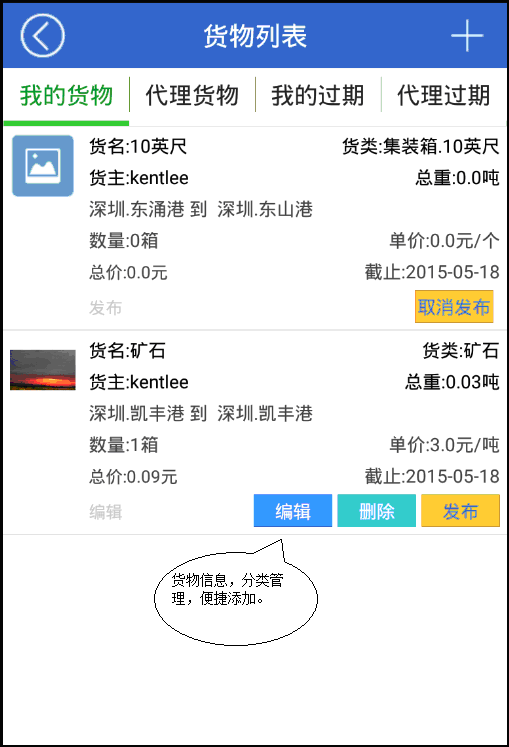 货物列表
我的货物 代理货物 我的过期 代理过期
货名:10英尺 货类:集装箱.10英尺
货主:kentlee 总重:0.0吨
深圳.东涌港 到 深圳.东山港
数量:0箱 单价:0.0元/个
总价:0.0元 截止:2015-05-18
发布 取消发布
货名:矿石 货类:矿石
货主:kentlee 总重:0.03吨
深圳.凯丰港 到 深圳.凯丰港
数量:1箱 单价:3.0元/吨
总价:0.09元 截止:2015-05-18
编辑 编辑 删除 发布
货物信息，分类管
理，便捷添加。